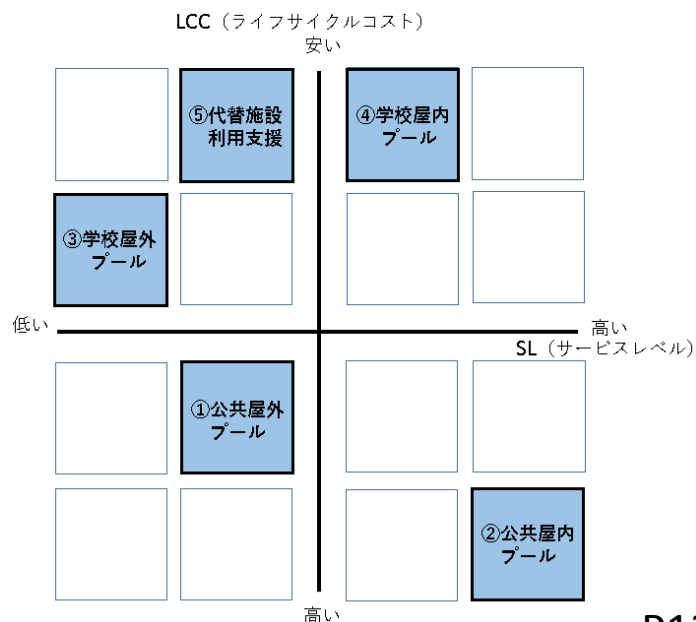 LCC（ライフサイクルコスト）
安い
⑤代替施設
利用支援
④学校屋内
プール
③学校屋外
プール
低い
高い
SL（サービスレベル）
①公共屋外
プール
②公共屋内
プール
高い